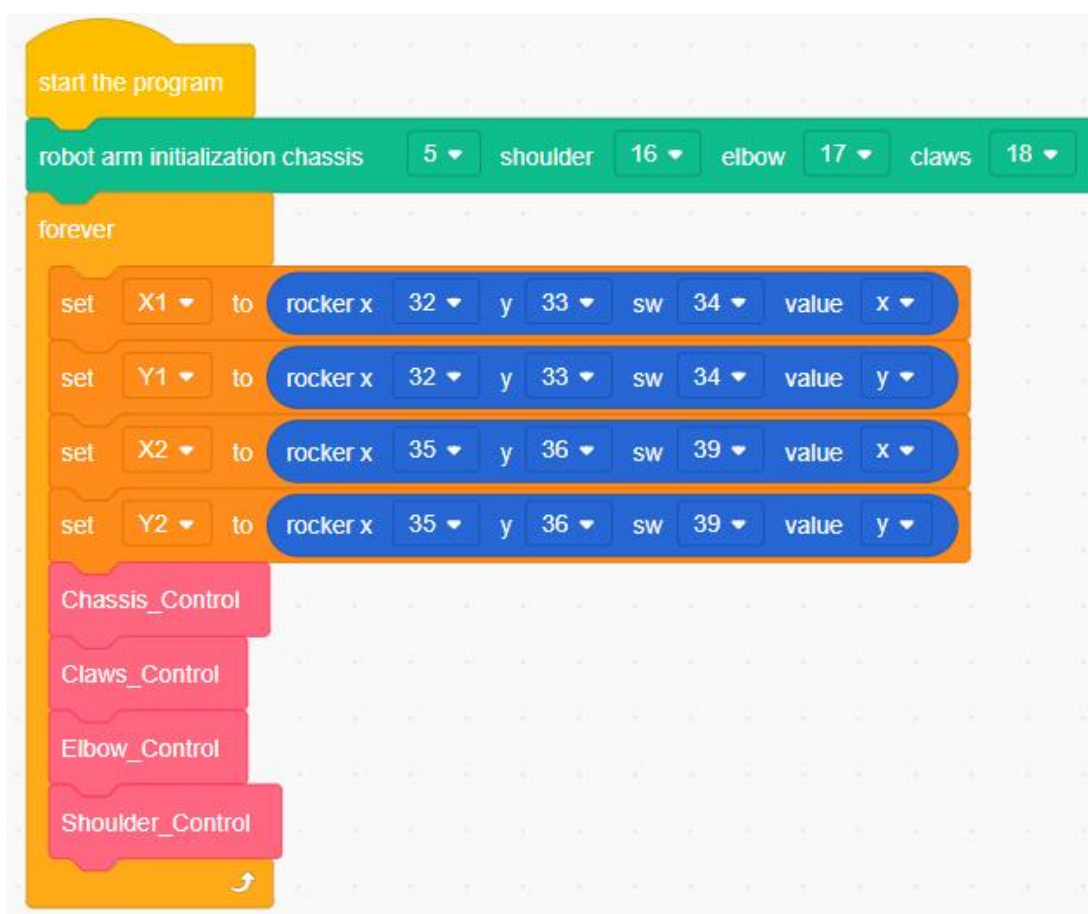 start the program
robot arm initialization chassis 5 shoulder 16 elbow 17 claws 18
forever
set X1 to rocker x 32 y 33 sw 34 value x
set Y1 to rocker x 32 y 33 sw 34 value y
set X2 to rocker x 35 y 36 sw 39 value x
set Y2 to rocker x 35 y 36 sw 39 value y
Chassis_Control
Claws_Control
Elbow_Control
Shoulder_Control